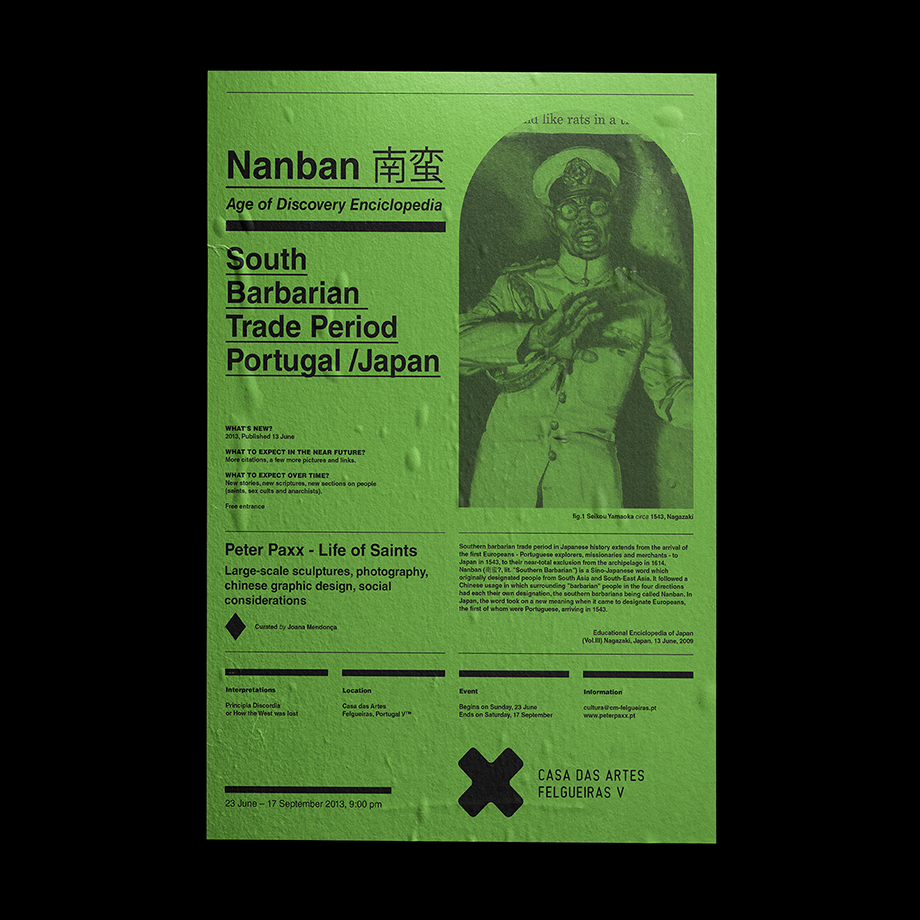 nd like rats in a t
Nanban 南蛮
Age of Discovery Enciclopedia
South
Barbarian
Trade Period
Portugal /Japan
WHAT'S NEW?
2013, Published 13 June
WHAT TO EXPECT IN THE NEAR FUTURE?
More citations, a few more pictures and links.
WHAT TO EXPECT OVER TIME?
New stories, new scriptures, new sections on people
(saints, sex cults and anarchists).
Free entrance
fig.1 Seikou Yamaoka circa 1543, Nagazaki
Peter Paxx - Life of Saints
Large-scale sculptures, photography,
chinese graphic design, social
considerations
Curated by Joana Mendonça
Southern barbarian trade period in Japanese history extends from the arrival of
the first Europeans - Portuguese explorers, missionaries and merchants - to
Japan in 1543, to their near-total exclusion from the archipelago in 1614.
Nanban (南蛮?, lit. "Southern Barbarian") is a Sino-Japanese word which
originally designated people from South Asia and South-East Asia. It followed a
Chinese usage in which surrounding "barbarian" people in the four directions
had each their own designation, the southern barbarians being called Nanban. In
Japan, the word took on a new meaning when it came to designate Europeans,
the first of whom were Portuguese, arriving in 1543.
Educational Enciclopedia of Japan
(Vol.III) Nagazaki, Japan, 13 June, 2009
Interpretations
Principia Discordia
or How the West was lost
Location
Casa das Artes
Felgueiras, Portugal V™
Event
Begins on Sunday, 23 June
Ends on Saturday, 17 September
Information
cultura@cm-felgueiras.pt
www.peterpaxx.pt
CASA DAS ARTES
FELGUEIRAS V
23 June – 17 September 2013, 9:00 pm